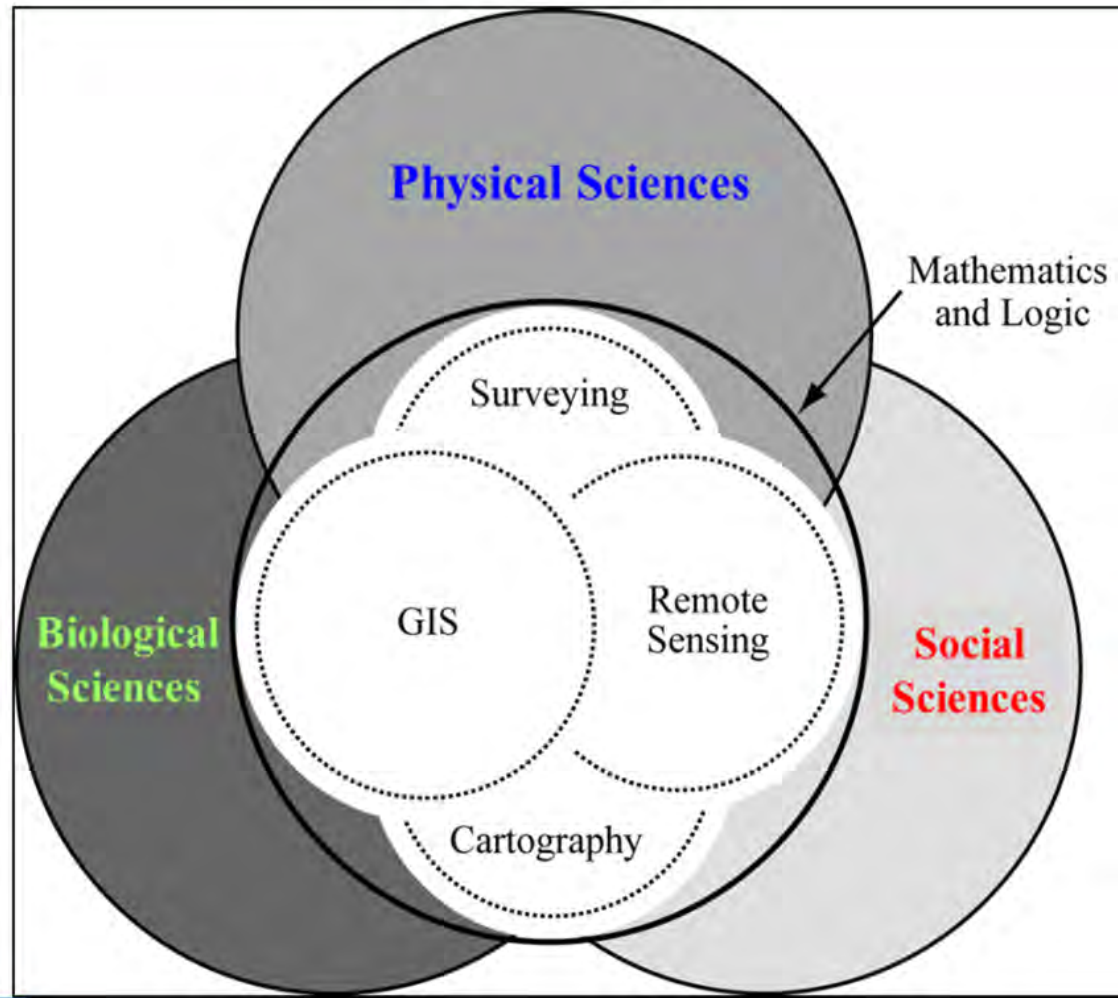 Physical Sciences
Mathematics
and Logic
Surveying
GIS
Remote
Sensing
Biological
Sciences
Social
Sciences
Cartography